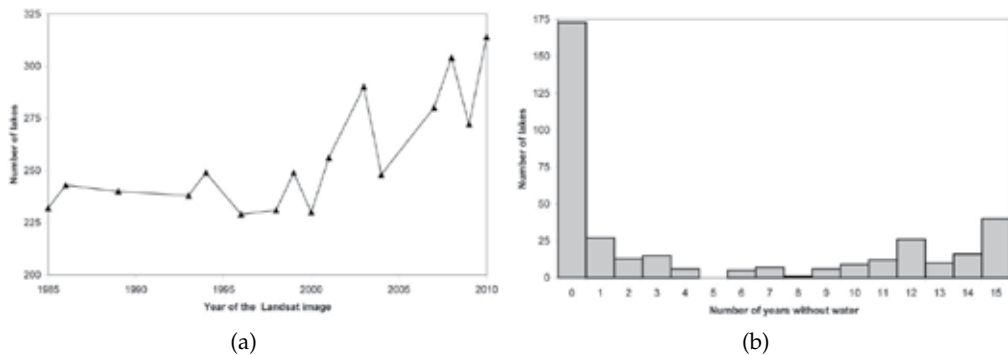 325
300
275
250
225
200
Number of lakes
1985 1990 1995 2000 2005 2010
Year of the Landsat image
(a)
175
150
125
100
75
50
25
0
Number of lakes
0 1 2 3 4 5 6 7 8 9 10 11 12 13 14 15
Number of years without water
(b)